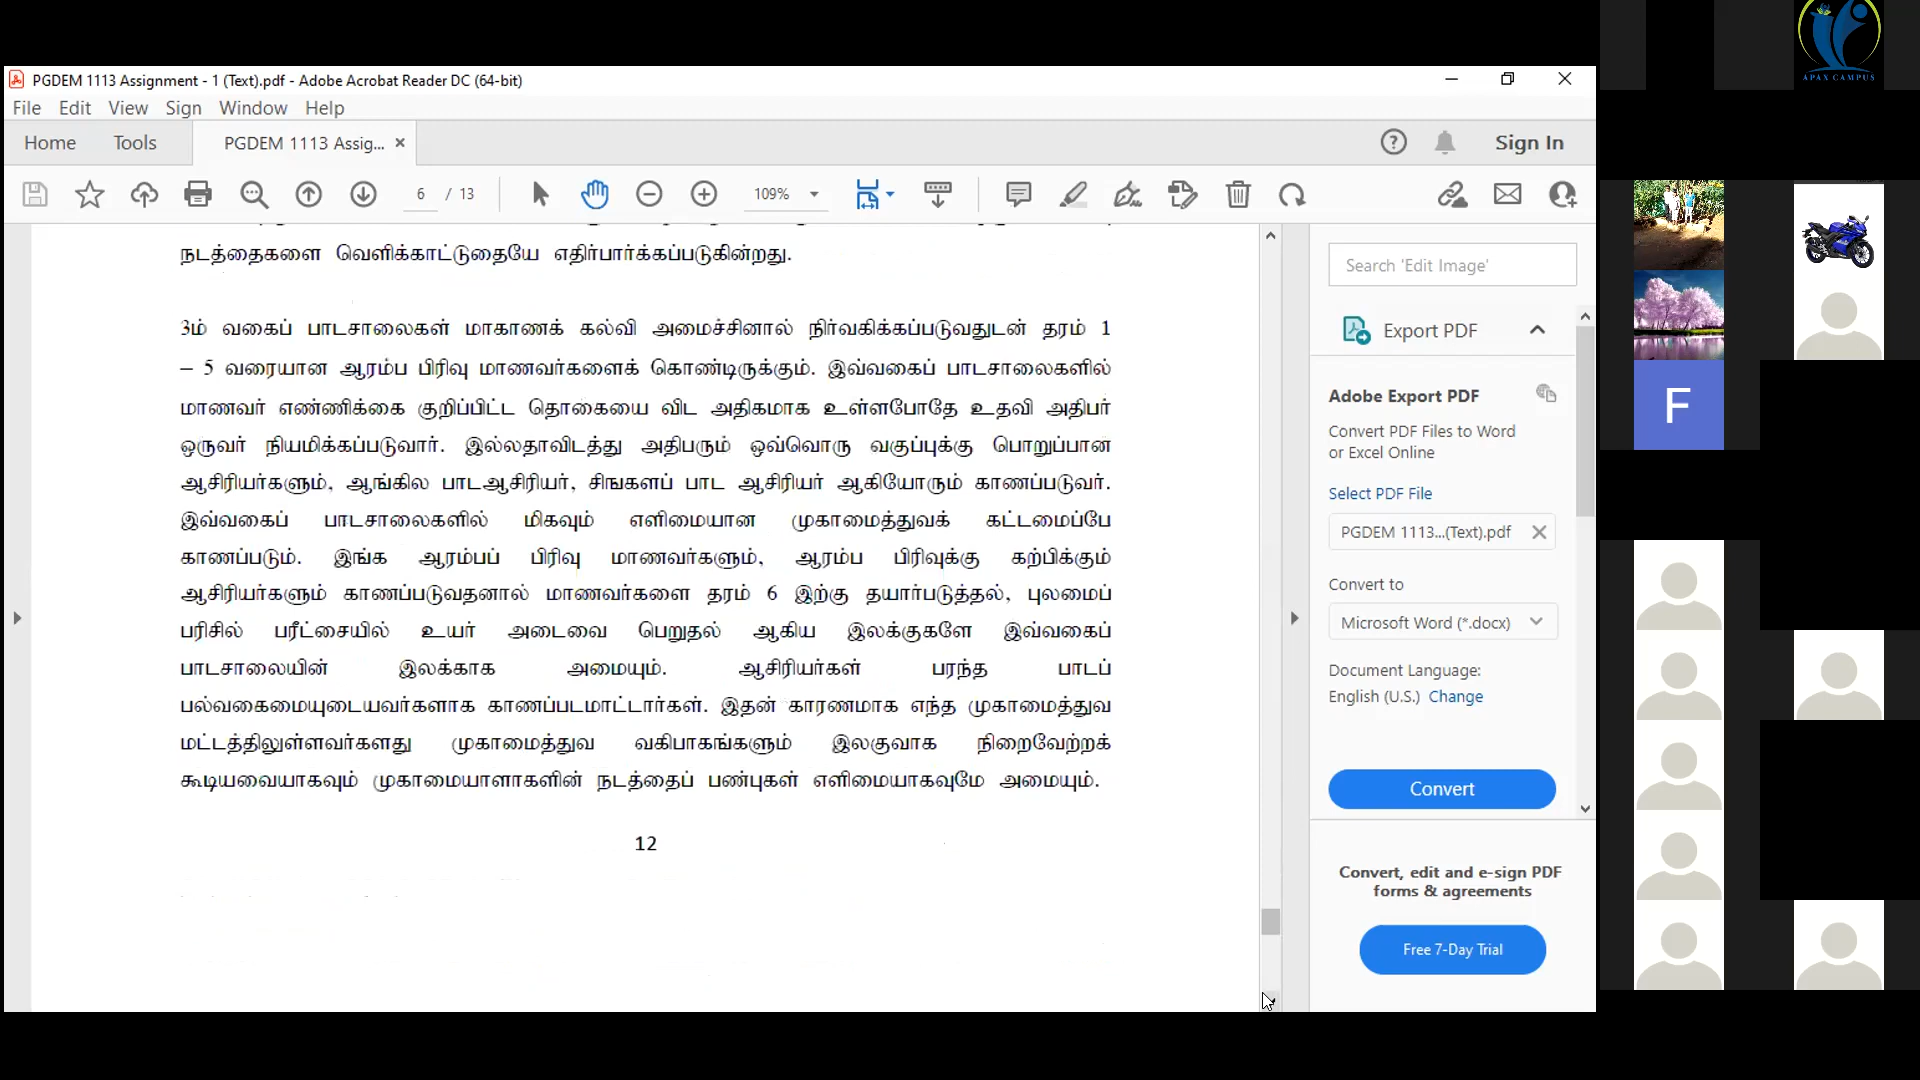 APAX CAMPUS
PGDEM 1113 Assignment - 1 (Text).pdf - Adobe Acrobat Reader DC (64-bit)
File Edit View Sign Window Help
Home Tools PGDEM 1113 Assig... Sign In
6 / 13 109%
நடத்தைகளை வெளிக்காட்டுதையே எதிர்பார்க்கப்படுகின்றது.
3ம் வகைப் பாடசாலைகள் மாகாணக் கல்வி அமைச்சினால் நிர்வகிக்கப்படுவதுடன் தரம் 1
– 5 வரையான ஆரம்ப பிரிவு மாணவர்களைக் கொண்டிருக்கும். இவ்வகைப் பாடசாலைகளில்
மாணவர் எண்ணிக்கை குறிப்பிட்ட தொகையை விட அதிகமாக உள்ளபோதே உதவி அதிபர்
ஒருவர் நியமிக்கப்படுவார். இல்லதாவிடத்து அதிபரும் ஒவ்வொரு வகுப்புக்கு பொறுப்பான
ஆசிரியர்களும், ஆங்கில பாடஆசிரியர், சிங்களப் பாட ஆசிரியர் ஆகியோரும் காணப்படுவர்.
இவ்வகைப் பாடசாலைகளில் மிகவும் எளிமையான முகாமைத்துவக் கட்டமைப்பே
காணப்படும். இங்க ஆரம்பப் பிரிவு மாணவர்களும், ஆரம்ப பிரிவுக்கு கற்பிக்கும்
ஆசிரியர்களும் காணப்படுவதனால் மாணவர்களை தரம் 6 இற்கு தயார்படுத்தல், புலமைப்
பரிசில் பரீட்சையில் உயர் அடைவை பெறுதல் ஆகிய இலக்குகளே இவ்வகைப்
பாடசாலையின் இலக்காக அமையும். ஆசிரியர்கள் பரந்த பாடப்
பல்வகைமையுடையவர்களாக காணப்படமாட்டார்கள். இதன் காரணமாக எந்த முகாமைத்துவ
மட்டத்திலுள்ளவர்களது முகாமைத்துவ வகிபாகங்களும் இலகுவாக நிறைவேற்றக்
கூடியவையாகவும் முகாமையாளாகளின் நடத்தைப் பண்புகள் எளிமையாகவுமே அமையும்.
12
Search 'Edit Image'
Export PDF
Adobe Export PDF
Convert PDF Files to Word
or Excel Online
Select PDF File
PGDEM 1113...(Text).pdf
Convert to
Microsoft Word (*.docx)
Document Language:
English (U.S.) Change
Convert
Convert, edit and e-sign PDF
forms & agreements
Free 7-Day Trial
F